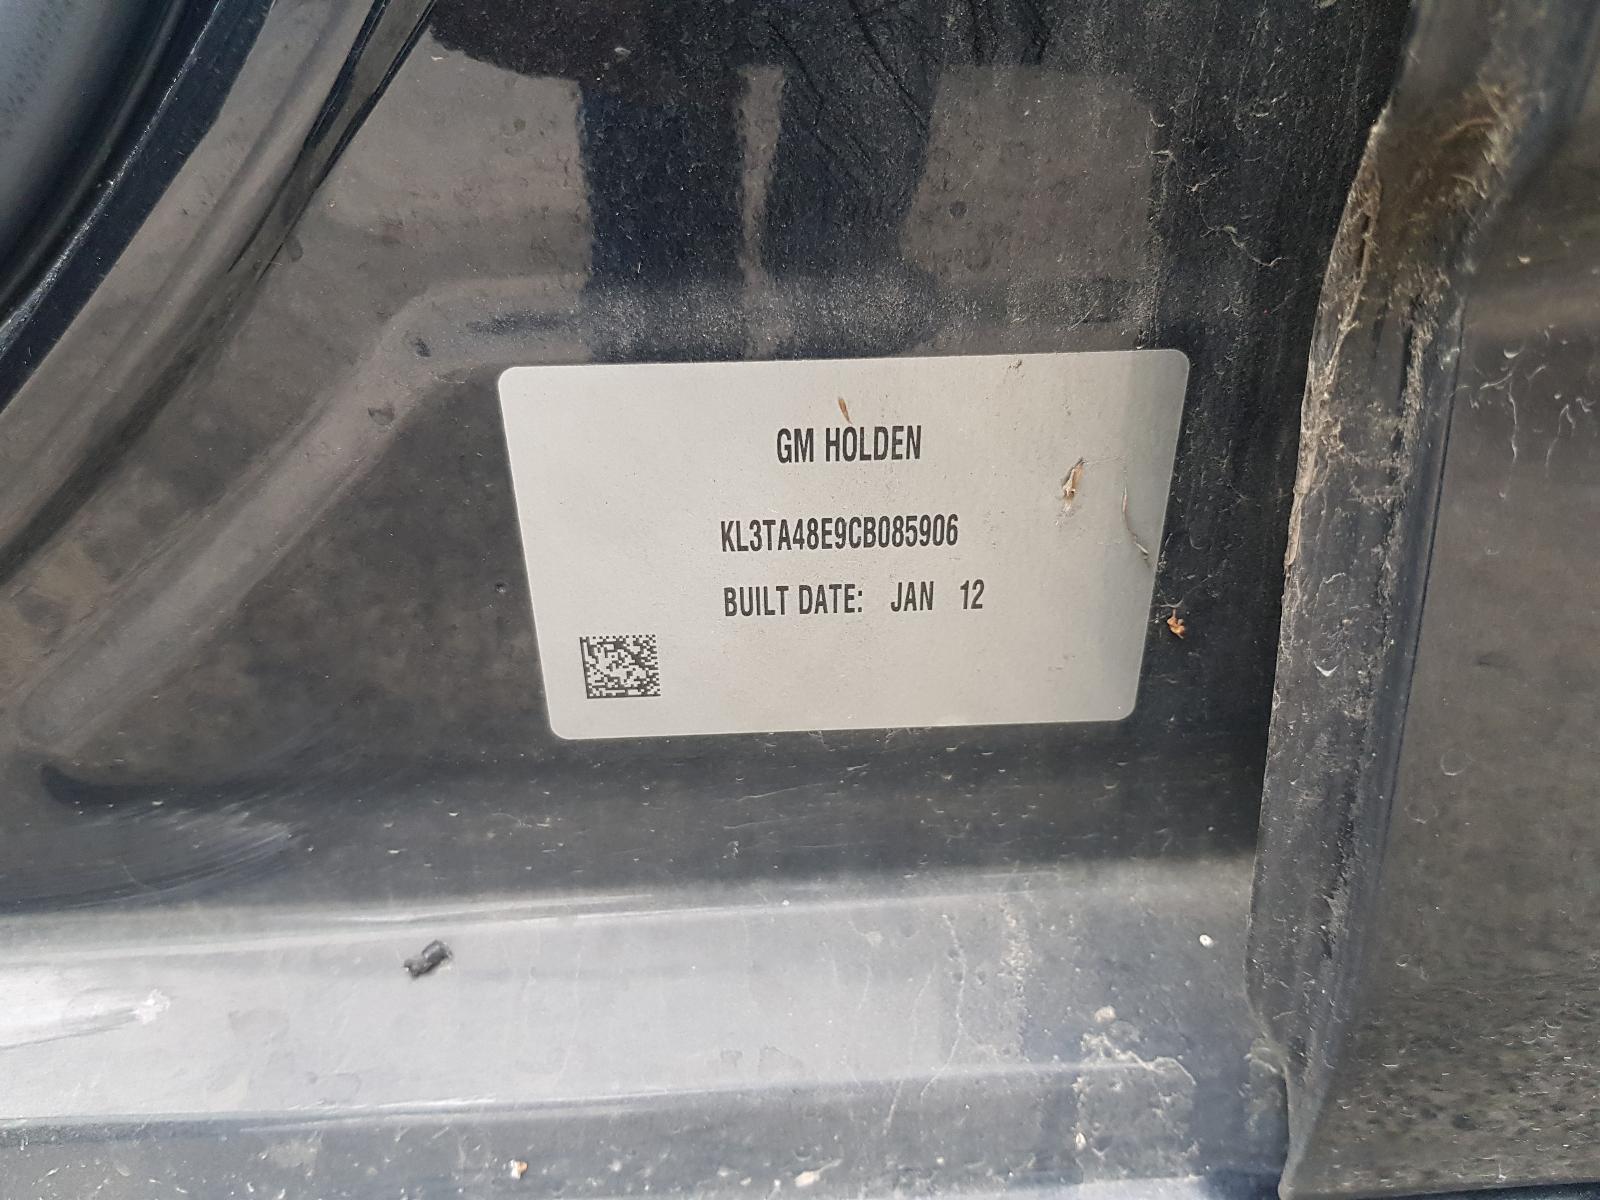 GM HOLDEN
KL3TA48E9CB085906
BUILT DATE: JAN 12